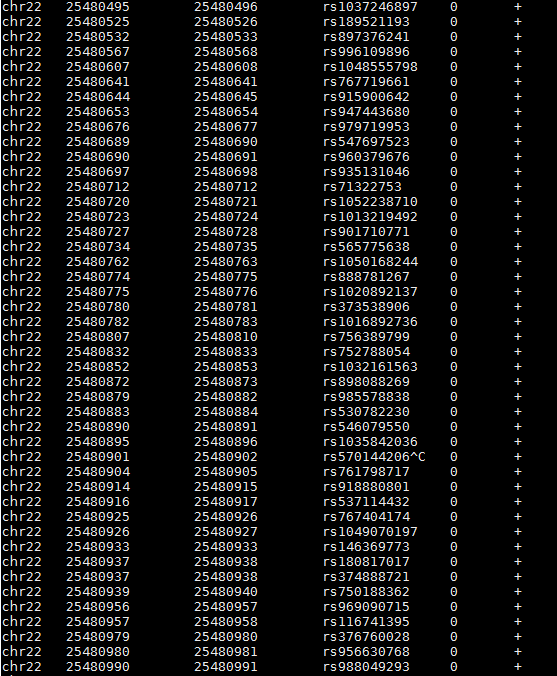 chr22 25480495 25480496 rs1037246897 0 +
chr22 25480525 25480526 rs189521193 0 +
chr22 25480532 25480533 rs897376241 0 +
chr22 25480567 25480568 rs996109896 0 +
chr22 25480607 25480608 rs1048555798 0 +
chr22 25480641 25480641 rs767719661 0 +
chr22 25480644 25480645 rs915900642 0 +
chr22 25480653 25480654 rs947443680 0 +
chr22 25480676 25480677 rs979719953 0 +
chr22 25480689 25480690 rs547697523 0 +
chr22 25480690 25480691 rs960379676 0 +
chr22 25480697 25480698 rs935131046 0 +
chr22 25480712 25480712 rs71322753 0 +
chr22 25480720 25480721 rs1052238710 0 +
chr22 25480723 25480724 rs1013219492 0 +
chr22 25480727 25480728 rs901710771 0 +
chr22 25480734 25480735 rs565775638 0 +
chr22 25480762 25480763 rs1050168244 0 +
chr22 25480774 25480775 rs888781267 0 +
chr22 25480775 25480776 rs1020892137 0 +
chr22 25480780 25480781 rs373538906 0 +
chr22 25480782 25480783 rs1016892736 0 +
chr22 25480807 25480810 rs756389799 0 +
chr22 25480832 25480833 rs752788054 0 +
chr22 25480852 25480853 rs1032161563 0 +
chr22 25480872 25480873 rs898088269 0 +
chr22 25480879 25480882 rs985578838 0 +
chr22 25480883 25480884 rs530782230 0 +
chr22 25480890 25480891 rs546079550 0 +
chr22 25480895 25480896 rs1035842036 0 +
chr22 25480901 25480902 rs570144206^C 0 +
chr22 25480904 25480905 rs761798717 0 +
chr22 25480914 25480915 rs918880801 0 +
chr22 25480916 25480917 rs537114432 0 +
chr22 25480925 25480926 rs767404174 0 +
chr22 25480926 25480927 rs1049070197 0 +
chr22 25480933 25480933 rs146369773 0 +
chr22 25480937 25480938 rs180817017 0 +
chr22 25480937 25480938 rs374888721 0 +
chr22 25480939 25480940 rs750188362 0 +
chr22 25480956 25480957 rs969090715 0 +
chr22 25480957 25480958 rs116741395 0 +
chr22 25480979 25480980 rs376760028 0 +
chr22 25480980 25480981 rs956630768 0 +
chr22 25480990 25480991 rs988049293 0 +